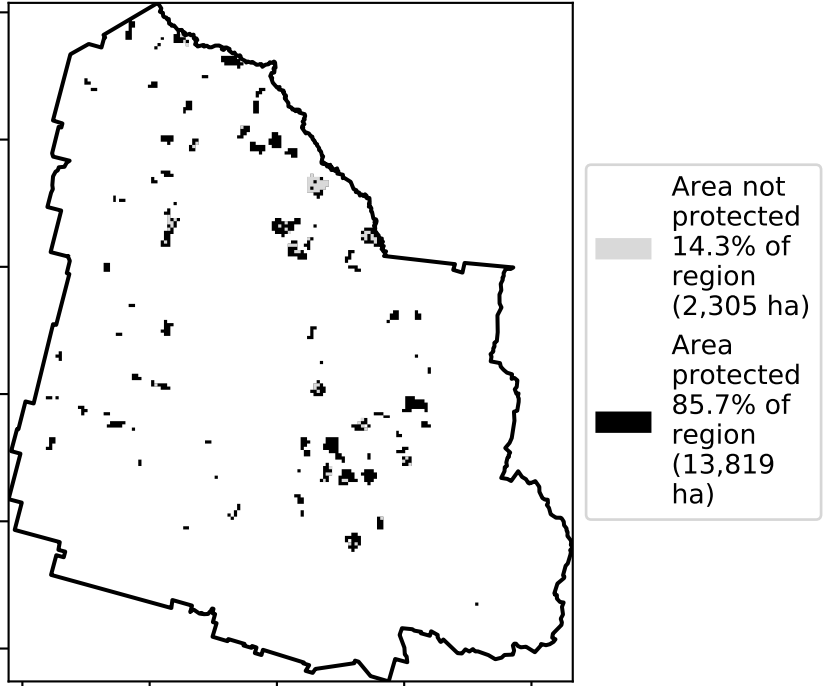 Area not
protected
14.3% of
region
(2,305 ha)
Area
protected
85.7% of
region
(13,819
ha)